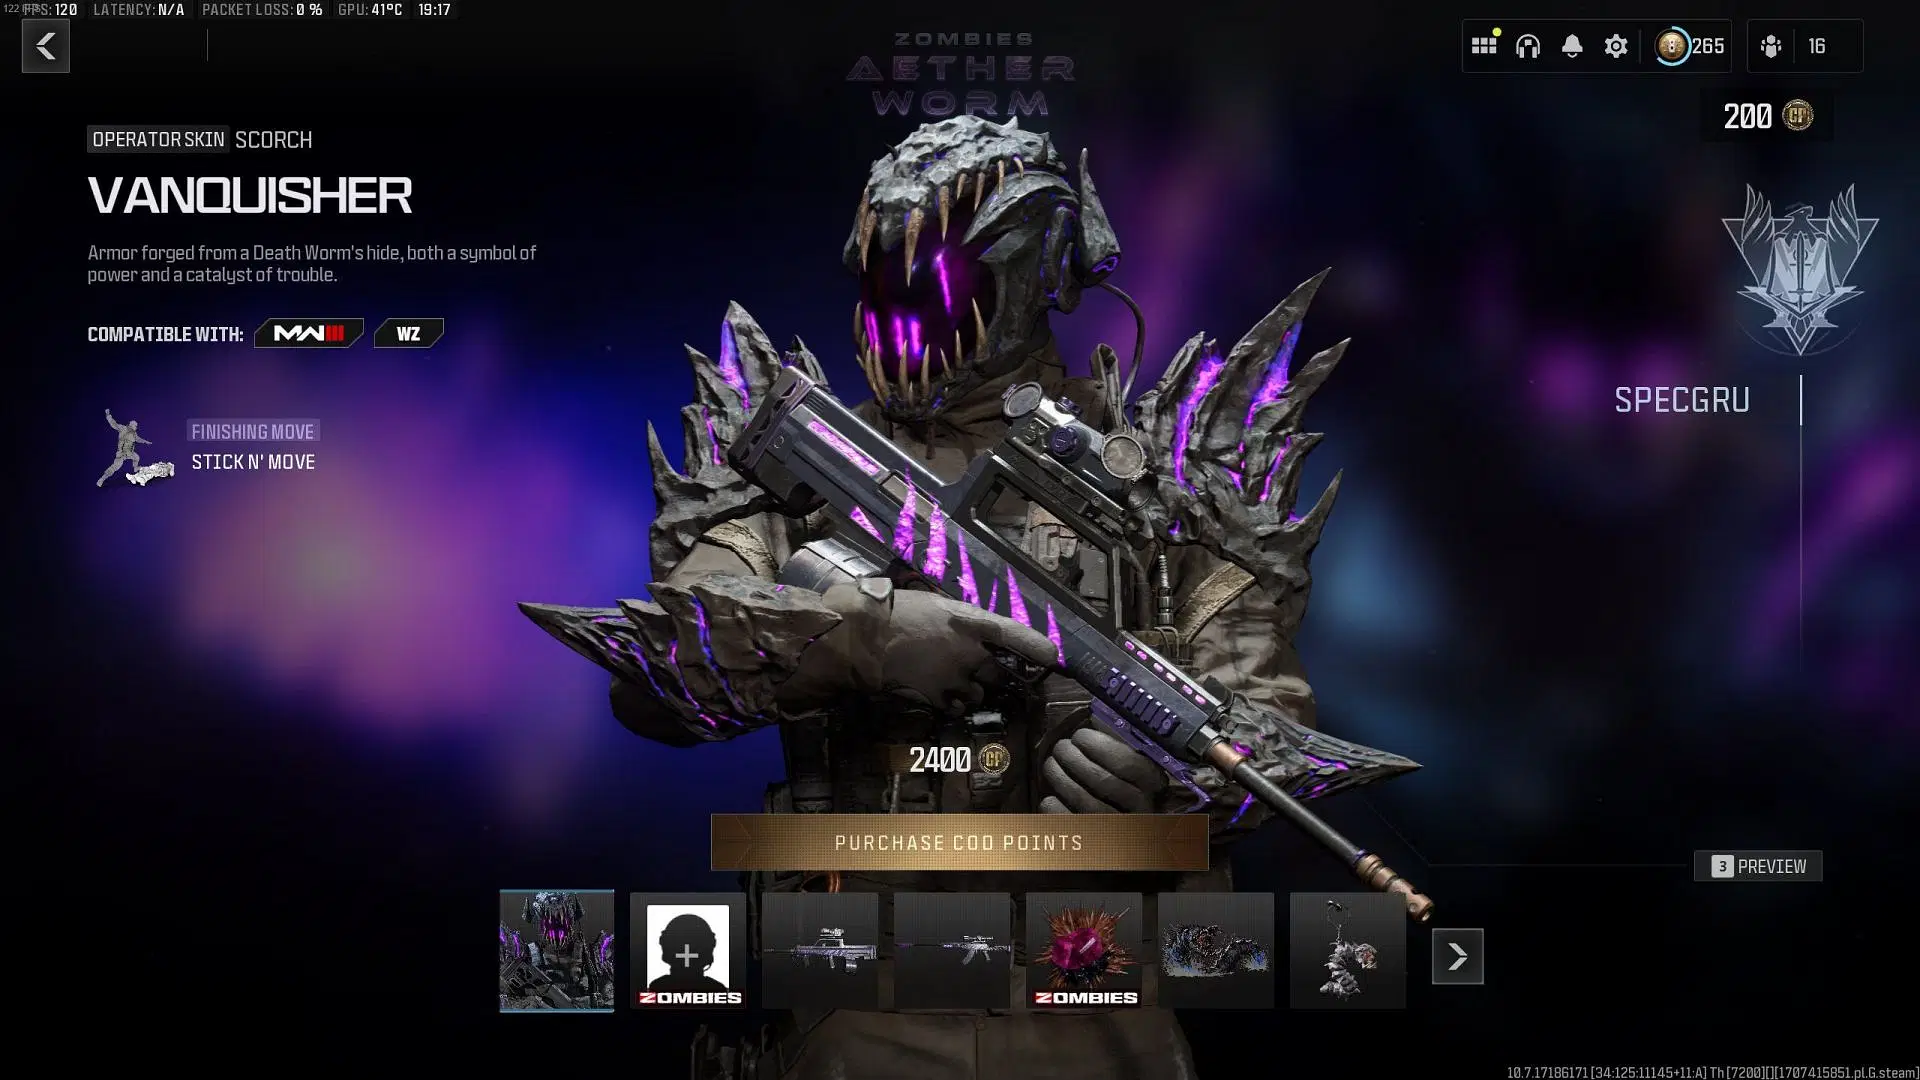 FPS: 120 LATENCY: N/A PACKET LOSS: 0 % GPU: 41°C 19:17
265
16
ZOMBIES
AETHER
WORM
200 CP
OPERATOR SKIN SCORCH
VANQUISHER
Armor forged from a Death Worm's hide, both a symbol of
power and a catalyst of trouble.
COMPATIBLE WITH: MWIII WZ
SPECGRU
FINISHING MOVE
STICK N' MOVE
2400 CP
PURCHASE COD POINTS
3 PREVIEW
ZOMBIES
ZOMBIES
10.7.17186171 [34:125:11145+11:A] Th [7200][][1707415851.pl.G.steam]